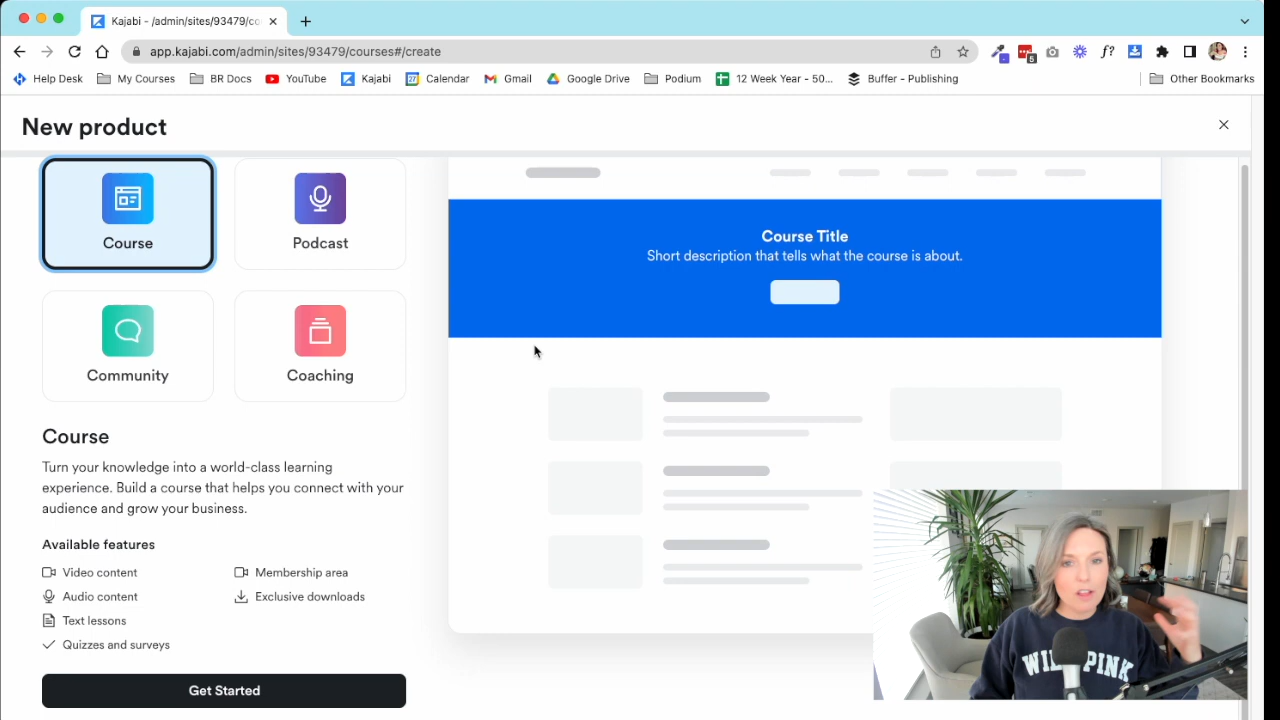 Kajabi - /admin/sites/93479/co
app.kajabi.com/admin/sites/93479/courses#/create
f?
5
Help Desk My Courses BR Docs YouTube Kajabi 27 Calendar Gmail Google Drive Podium 12 Week Year - 50... Buffer - Publishing Other Bookmarks
New product
Course
Podcast
Community
Coaching
Course
Turn your knowledge into a world-class learning
experience. Build a course that helps you connect with your
audience and grow your business.
Available features
Video content
Membership area
Audio content
Exclusive downloads
Text lessons
Quizzes and surveys
Get Started
Course Title
Short description that tells what the course is about.
PINK